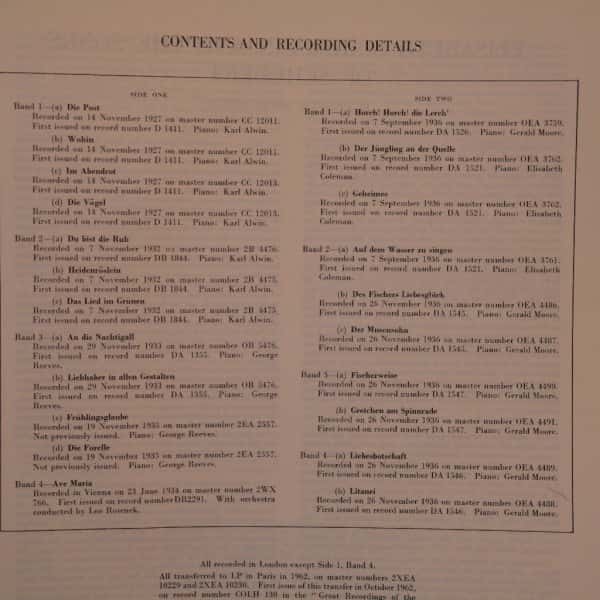 CONTENTS AND RECORDING DETAILS
SIDE ONE
Band 1—(a) Die Post
Recorded on 14 November 1927 on master number CC 12011.
First issued on record number D 1411. Piano: Karl Alwin.
(b) Wohin
Recorded on 14 November 1927 on master number CC 12011.
First issued on record number D 1411. Piano: Karl Alwin.
(c) Im Abendrot
Recorded on 14 November 1927 on master number CC 12013.
First issued on record number D 1411. Piano: Karl Alwin.
(d) Die Vögel
Recorded on 14 November 1927 on master number CC 12013.
First issued on record number D 1411. Piano: Karl Alwin.
Band 2—(a) Du bist die Ruh
Recorded on 7 November 1932 on master number 2B 4476.
First issued on record number DB 1844. Piano: Karl Alwin.
(b) Heidenröslein
Recorded on 7 November 1932 on master number 2B 4475.
First issued on record number DB 1844. Piano: Karl Alwin.
(c) Das Lied im Grünen
Recorded on 7 November 1932 on master number 2B 4475.
First issued on record number DB 1844. Piano: Karl Alwin.
Band 3—(a) An die Nachtigall
Recorded on 29 November 1933 on master number OB 5476.
First issued on record number DA 1355. Piano: George
Reeves.
(b) Liebhaber in allen Gestalten
Recorded on 29 November 1933 on master number OB 5476.
First issued on record number DA 1355. Piano: George
Reeves.
(c) Frühlingsglaube
Recorded on 19 November 1935 on master number 2EA 2557.
Not previously issued. Piano: George Reeves.
(d) Die Forelle
Recorded on 19 November 1935 on master number 2EA 2557.
Not previously issued. Piano: George Reeves.
Band 4—Ave Maria
Recorded in Vienna on 23 June 1934 on master number 2WX
766. First issued on record number DB2291. With orchestra
conducted by Leo Rosenek.
SIDE TWO
Band 1—(a) Horch! Horch! die Lerch'
Recorded on 7 September 1936 on master number OEA 3759.
First issued on record number DA 1526. Piano: Gerald Moore.
(b) Der Jüngling an der Quelle
Recorded on 7 September 1936 on master number OEA 3762.
First issued on record number DA 1521. Piano: Elizabeth
Coleman.
(c) Geheimes
Recorded on 7 September 1936 on master number OEA 3762.
First issued on record number DA 1521. Piano: Elizabeth
Coleman.
Band 2—(a) Auf dem Wasser zu singen
Recorded on 7 September 1936 on master number OEA 3761.
First issued on record number DA 1521. Piano: Elizabeth
Coleman.
(b) Des Fischers Liebesglück
Recorded on 26 November 1936 on master number OEA 4486.
First issued on record number DA 1545. Piano: Gerald Moore.
(c) Der Musensohn
Recorded on 26 November 1936 on master number OEA 4487.
First issued on record number DA 1545. Piano: Gerald Moore.
Band 3—(a) Fischerweise
Recorded on 26 November 1936 on master number OEA 4490.
First issued on record number DA 1547. Piano: Gerald Moore.
(b) Gretchen am Spinnrade
Recorded on 26 November 1936 on master number OEA 4491.
First issued on record number DA 1547. Piano: Gerald Moore.
Band 4—(a) Liebesbotschaft
Recorded on 26 November 1936 on master number OEA 4489.
First issued on record number DA 1546. Piano: Gerald Moore.
(b) Litanei
Recorded on 26 November 1936 on master number OEA 4488.
First issued on record number DA 1546. Piano: Gerald Moore.
All recorded in London except Side 1, Band 4.
All transferred to LP in Paris in 1962, on master numbers 2XEA
10229 and 2XEA 10230. First issue of this transfer in October 1962,
on record number COLH 130 in the "Great Recordings of the